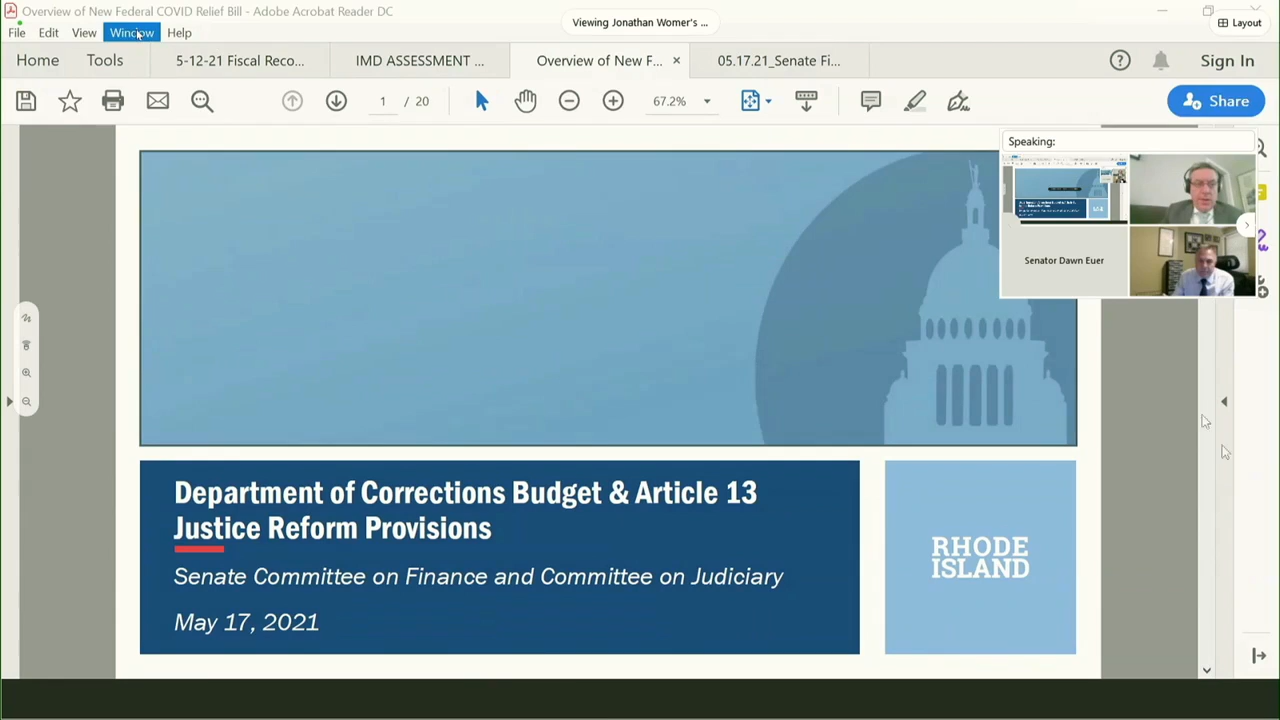 Overview of New Federal COVID Relief Bill - Adobe Acrobat Reader DC
Viewing Jonathan Womer's ...
Layout
File Edit View Window Help
Home Tools 5-12-21 Fiscal Reco... IMD ASSESSMENT ... Overview of New F... × 05.17.21_Senate Fi... Sign In
1 / 20 67.2% Share
Speaking:
Senator Dawn Euer
Department of Corrections Budget & Article 13
Justice Reform Provisions
Senate Committee on Finance and Committee on Judiciary
May 17, 2021
RHODE
ISLAND